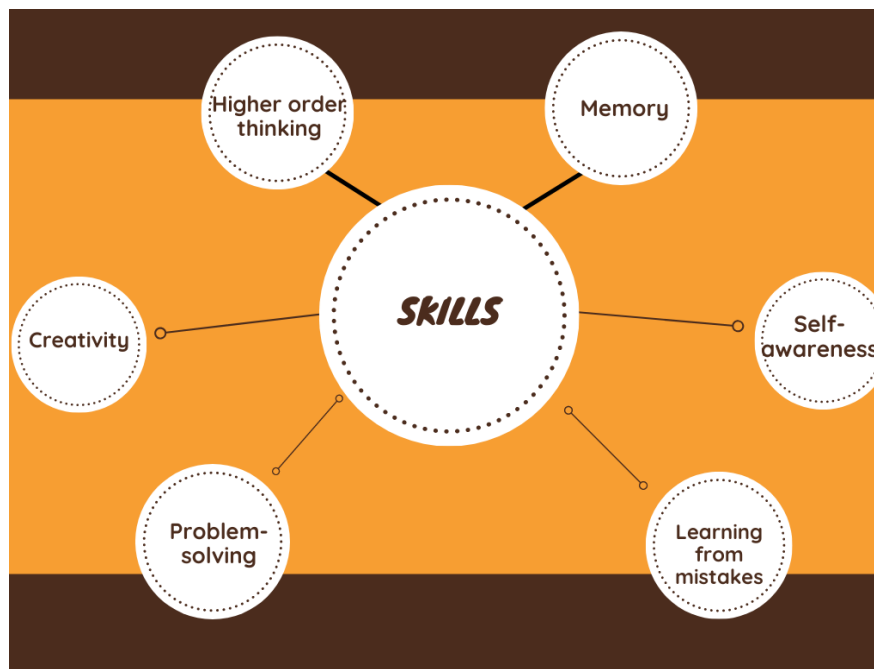 Higher order
thinking
Memory
SKILLS
Creativity
Self-
awareness
Problem-
solving
Learning
from
mistakes